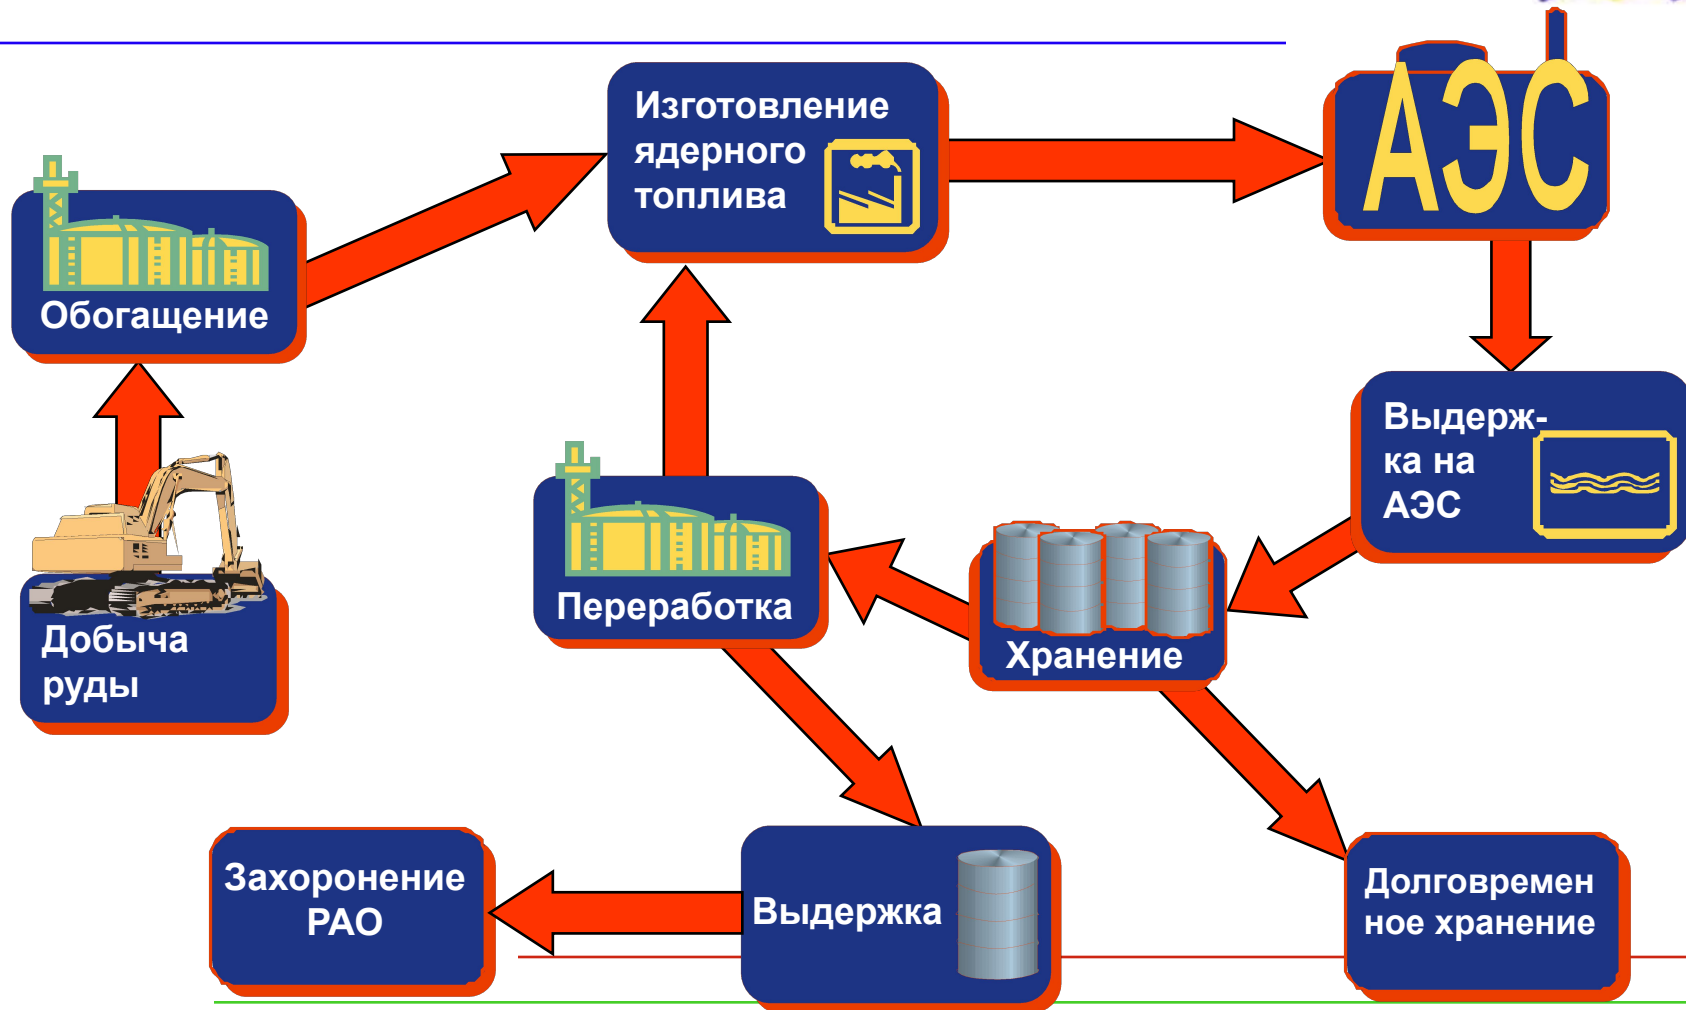 Изготовление
ядерного
топлива
АЭС
Обогащение
Выдерж-
ка на
АЭС
Переработка
Хранение
Добыча
руды
Захоронение
РАО
Выдержка
Долговремен
ное хранение